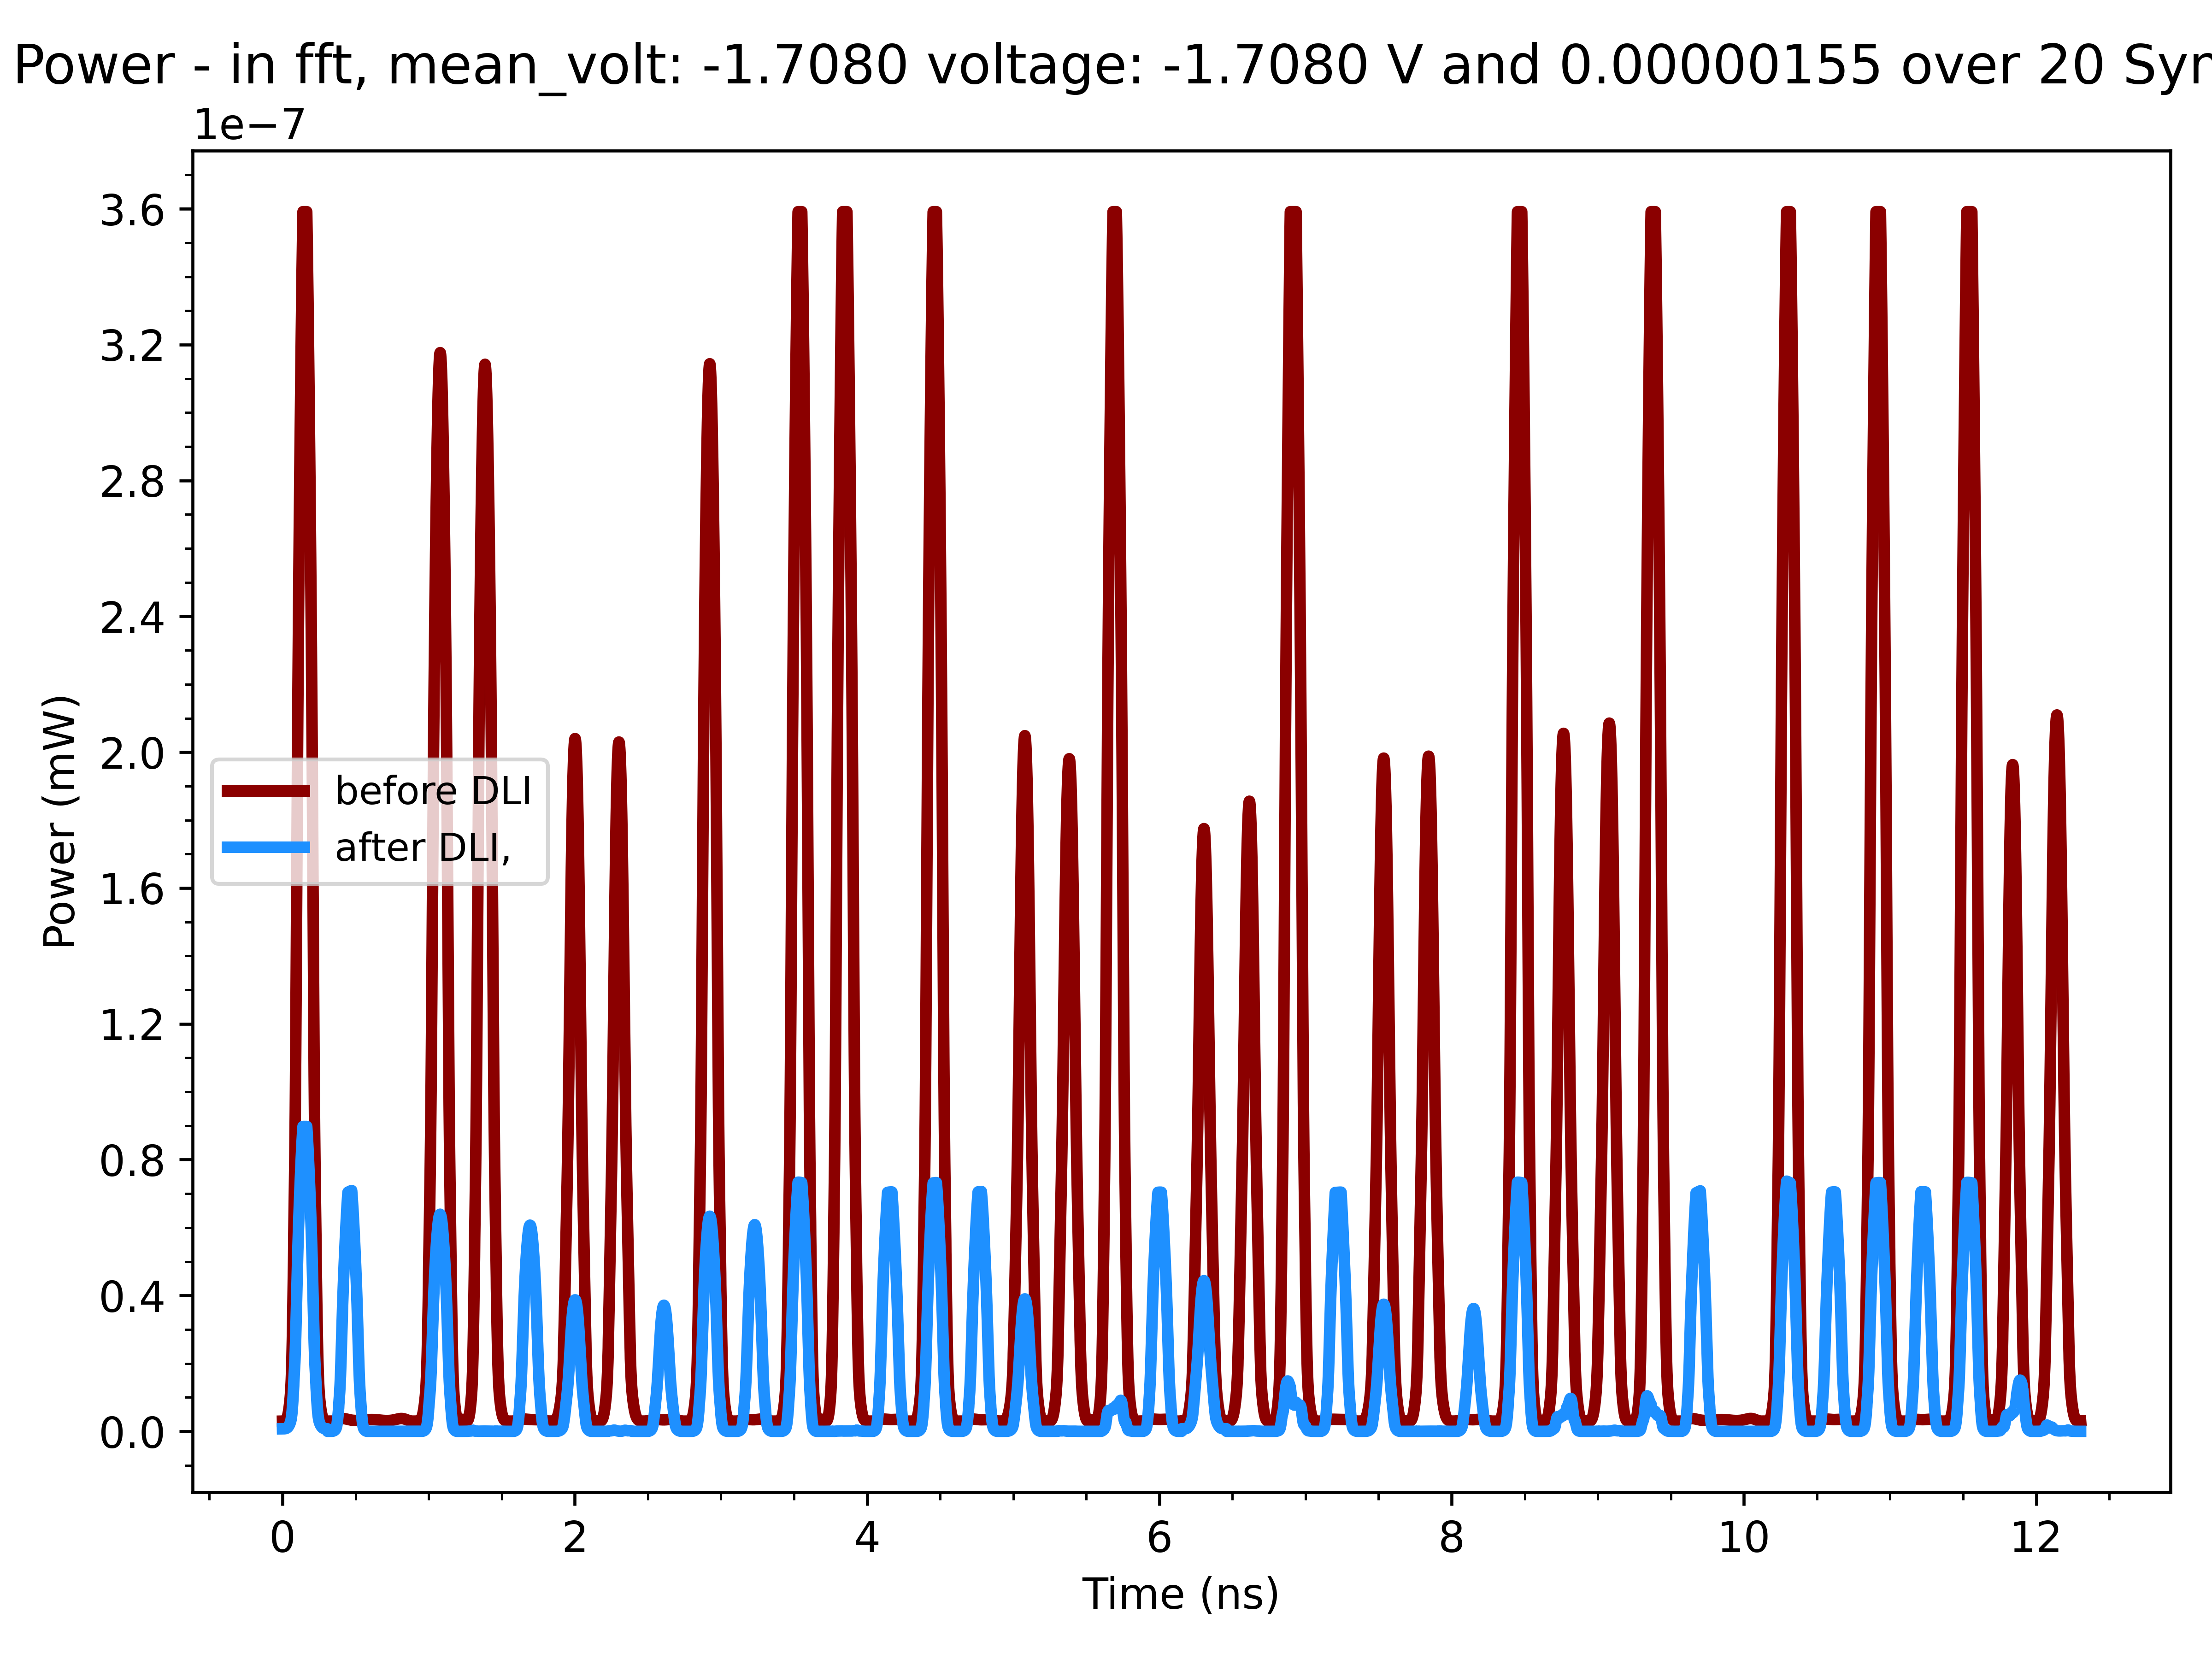 Power - in fft, mean_volt: -1.7080 voltage: -1.7080 V and 0.00000155 over 20
1e−7
3.6
3.2
2.8
2.4
2.0
1.6
1.2
0.8
0.4
0.0
Power (mW)
before DLI
after DLI,
0 2 4 6 8 10 12
Time (ns)